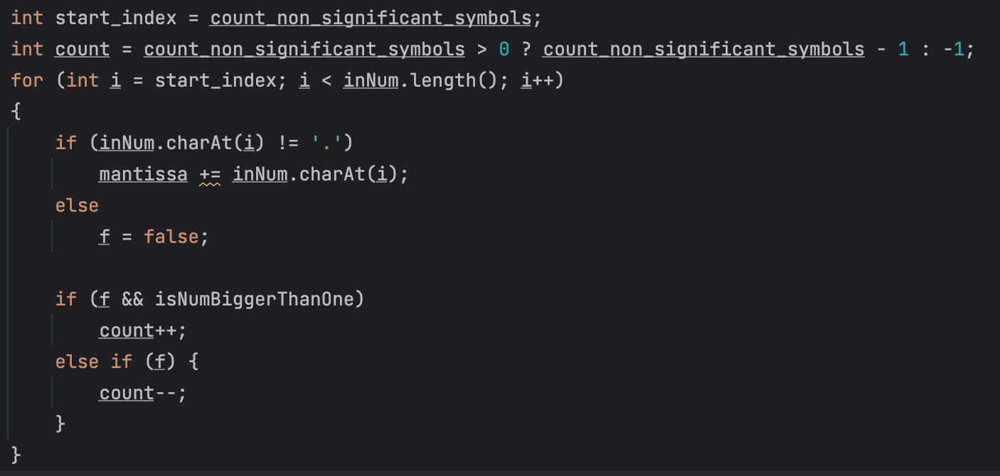 int start_index = count_non_significant_symbols;
int count = count_non_significant_symbols > 0 ? count_non_significant_symbols - 1 : -1;
for (int i = start_index; i < inNum.length(); i++)
{
    if (inNum.charAt(i) != '.')
        mantissa += inNum.charAt(i);
    else
        f = false;

    if (f && isNumBiggerThanOne)
        count++;
    else if (f) {
        count--;
    }
}